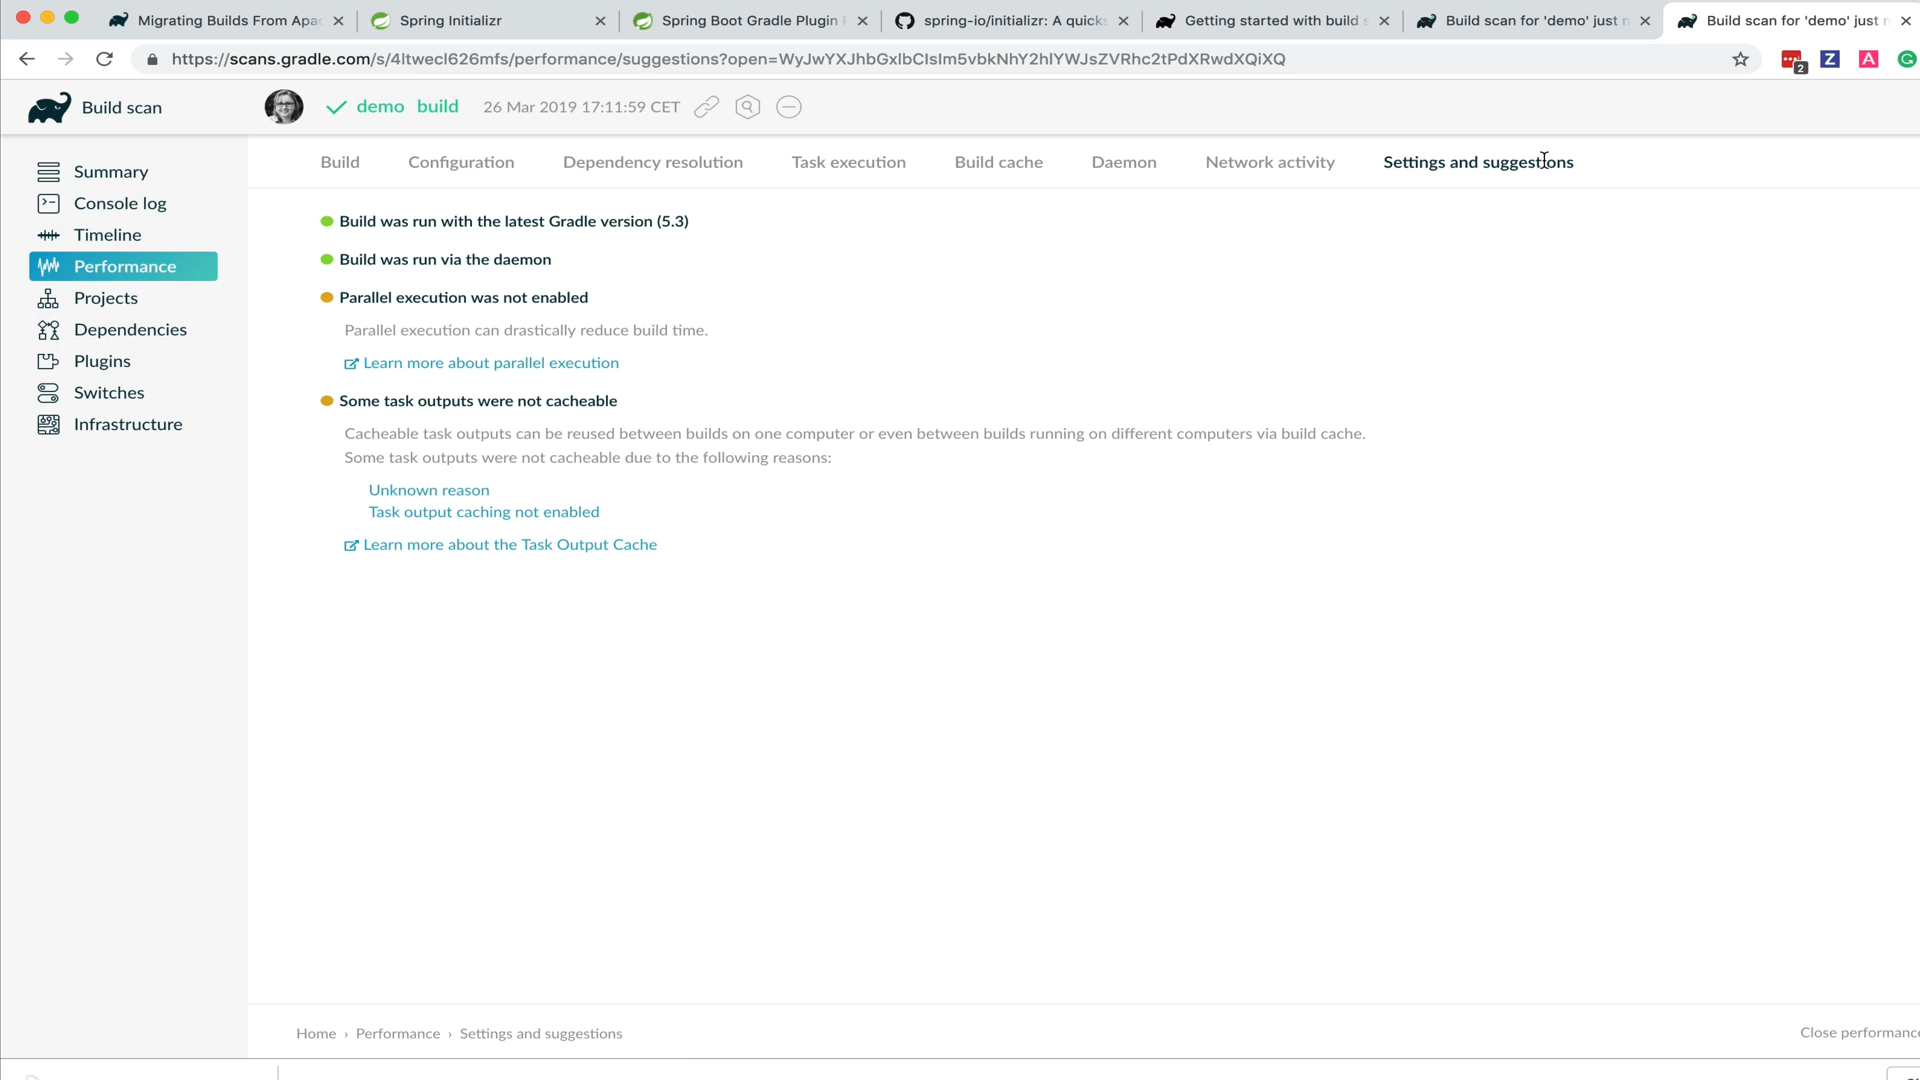 Migrating Builds From Apa
Spring Initializr
Spring Boot Gradle Plugin
spring-io/initializr: A quick
Getting started with build
Build scan for 'demo' just
Build scan for 'demo' just
https://scans.gradle.com/s/4ltwecl626mfs/performance/suggestions?open=WyJwYXJhbGxlbCIsIm5vbkNhY2hlYWJsZVRhc2tPdXRwdXQiXQ
2
Z
A
G
Build scan
demo build 26 Mar 2019 17:11:59 CET
Summary
Console log
Timeline
Performance
Projects
Dependencies
Plugins
Switches
Infrastructure
Build Configuration Dependency resolution Task execution Build cache Daemon Network activity Settings and suggestions
Build was run with the latest Gradle version (5.3)
Build was run via the daemon
Parallel execution was not enabled
Parallel execution can drastically reduce build time.
Learn more about parallel execution
Some task outputs were not cacheable
Cacheable task outputs can be reused between builds on one computer or even between builds running on different computers via build cache.
Some task outputs were not cacheable due to the following reasons:
Unknown reason
Task output caching not enabled
Learn more about the Task Output Cache
Home › Performance › Settings and suggestions
Close performance